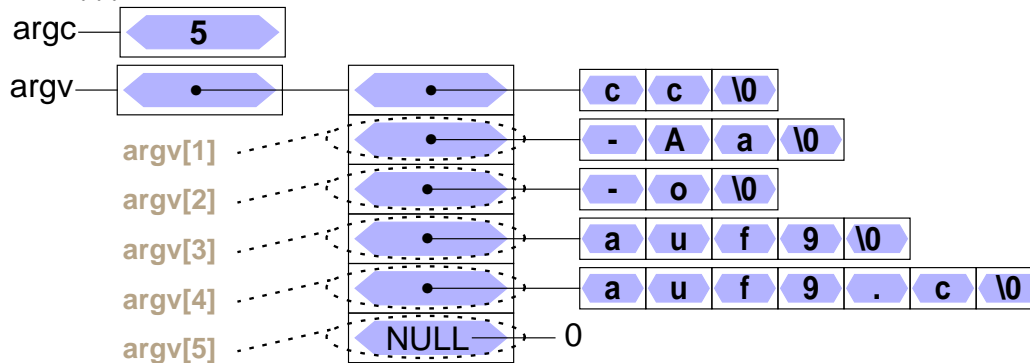 argc 5
argv c c \0
argv[1] - A a \0
argv[2] - o \0
argv[3] a u f 9 \0
argv[4] a u f 9 . c \0
argv[5] NULL 0